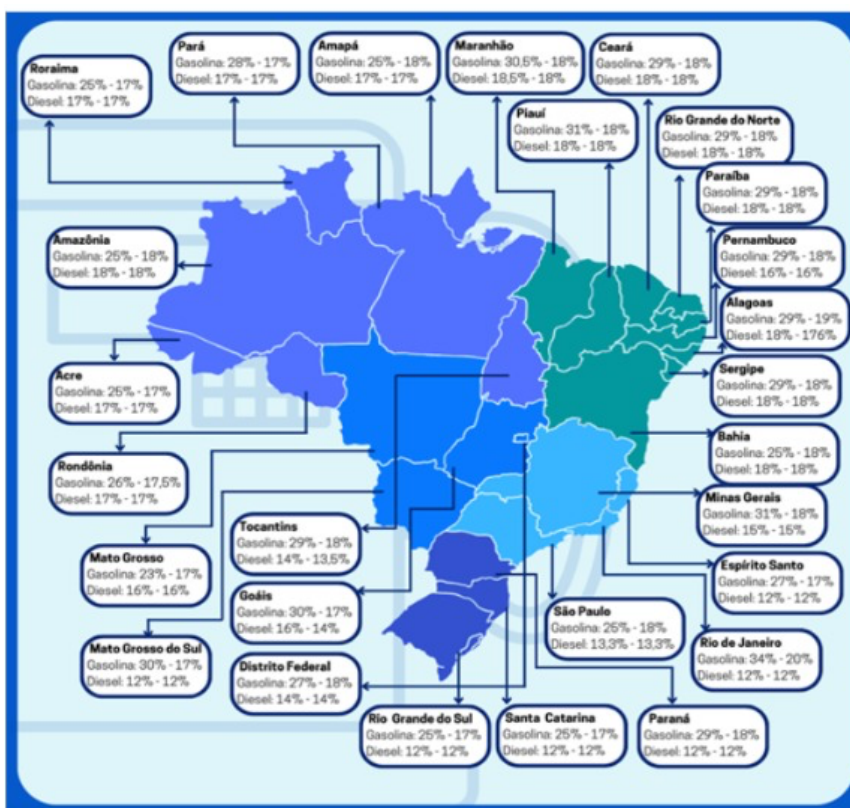 Roraima
Gasolina: 25% - 17%
Diesel: 17% - 17%
Pará
Gasolina: 28% - 17%
Diesel: 17% - 17%
Amapá
Gasolina: 25% - 18%
Diesel: 17% - 17%
Maranhão
Gasolina: 30,5% - 18%
Diesel: 18,5% - 18%
Ceará
Gasolina: 29% - 18%
Diesel: 18% - 18%
Piauí
Gasolina: 31% - 18%
Diesel: 18% - 18%
Rio Grande do Norte
Gasolina: 29% - 18%
Diesel: 18% - 18%
Paraíba
Gasolina: 29% - 18%
Diesel: 18% - 18%
Amazônia
Gasolina: 25% - 18%
Diesel: 18% - 18%
Pernambuco
Gasolina: 29% - 18%
Diesel: 16% - 16%
Alagoas
Gasolina: 29% - 19%
Diesel: 18% - 176%
Acre
Gasolina: 25% - 17%
Diesel: 17% - 17%
Sergipe
Gasolina: 29% - 18%
Diesel: 18% - 18%
Bahia
Gasolina: 25% - 18%
Diesel: 18% - 18%
Rondônia
Gasolina: 26% - 17,5%
Diesel: 17% - 17%
Minas Gerais
Gasolina: 31% - 18%
Diesel: 15% - 15%
Tocantins
Gasolina: 29% - 18%
Diesel: 14% - 13,5%
Mato Grosso
Gasolina: 23% - 17%
Diesel: 16% - 16%
Espírito Santo
Gasolina: 27% - 17%
Diesel: 12% - 12%
Goáis
Gasolina: 30% - 17%
Diesel: 16% - 14%
São Paulo
Gasolina: 25% - 18%
Diesel: 13,3% - 13,3%
Mato Grosso do Sul
Gasolina: 30% - 17%
Diesel: 12% - 12%
Rio de Janeiro
Gasolina: 34% - 20%
Diesel: 12% - 12%
Distrito Federal
Gasolina: 27% - 18%
Diesel: 14% - 14%
Rio Grande do Sul
Gasolina: 25% - 17%
Diesel: 12% - 12%
Santa Catarina
Gasolina: 25% - 17%
Diesel: 12% - 12%
Paraná
Gasolina: 29% - 18%
Diesel: 12% - 12%